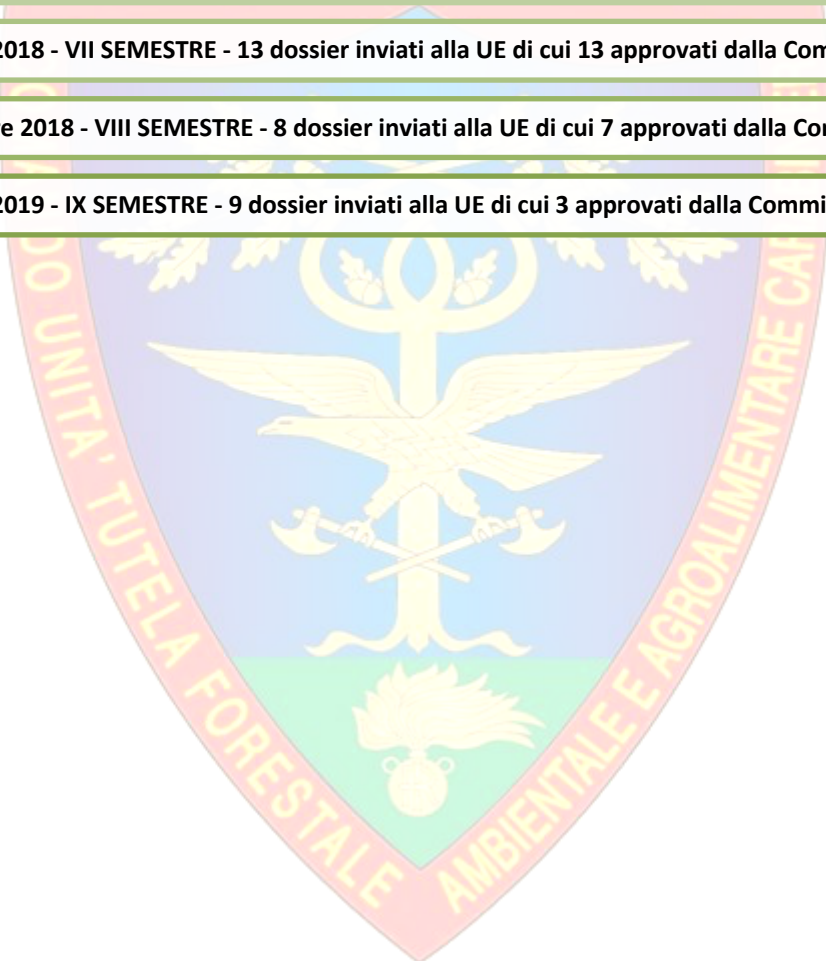 2018 - VII SEMESTRE - 13 dossier inviati alla UE di cui 13 approvati dalla Com
e 2018 - VIII SEMESTRE - 8 dossier inviati alla UE di cui 7 approvati dalla Co
2019 - IX SEMESTRE - 9 dossier inviati alla UE di cui 3 approvati dalla Commi
DO UNITA' TUTELA FORESTALE
AMBIENTALE E AGROALIMENTARE CA